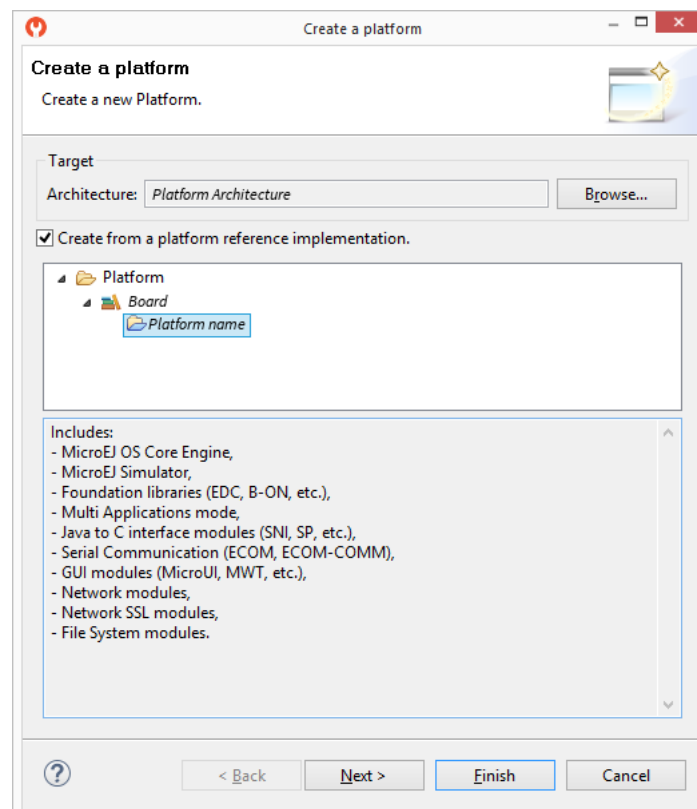 Create a platform
Create a platform
Create a new Platform.
Target
Architecture: Platform Architecture Browse...
Create from a platform reference implementation.
Platform
Board
Platform name
Includes:
- MicroEJ OS Core Engine,
- MicroEJ Simulator,
- Foundation libraries (EDC, B-ON, etc.),
- Multi Applications mode,
- Java to C interface modules (SNI, SP, etc.),
- Serial Communication (ECOM, ECOM-COMM),
- GUI modules (MicroUI, MWT, etc.),
- Network modules,
- Network SSL modules,
- File System modules.
? < Back Next > Finish Cancel